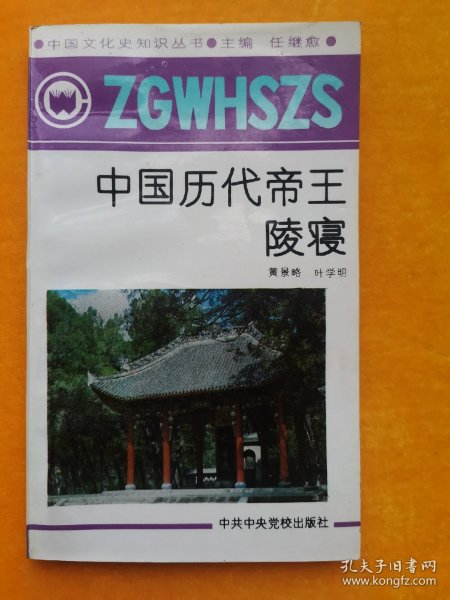 ●中国文化史知识丛书●主编 任继愈●
ZGWHSZS
中国历代帝王
陵寝
黄景略 叶学明
中共中央党校出版社
孔夫子旧书网
www.kongfz.com